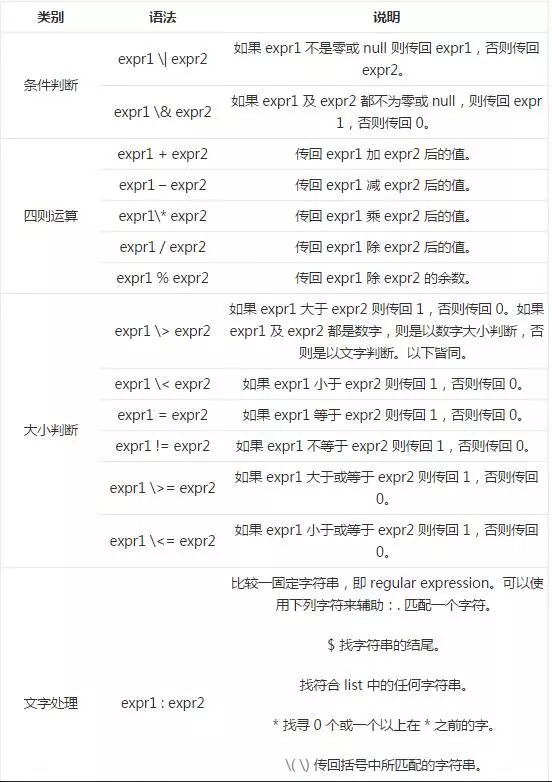 类别 语法 说明
条件判断
expr1 \| expr2
如果 expr1 不是零或 null 则传回 expr1，否则传回
expr2。
expr1 \& expr2
如果 expr1 及 expr2 都不为零或 null，则传回 expr
1，否则传回 0。
四则运算
expr1 + expr2
传回 expr1 加 expr2 后的值。
expr1 – expr2
传回 expr1 减 expr2 后的值。
expr1\* expr2
传回 expr1 乘 expr2 后的值。
expr1 / expr2
传回 expr1 除 expr2 后的值。
expr1 % expr2
传回 expr1 除 expr2 的余数。
大小判断
expr1 \> expr2
如果 expr1 大于 expr2 则传回 1，否则传回 0。如果
expr1 及 expr2 都是数字，则是以数字大小判断，否
则是以文字判断。以下皆同。
expr1 \< expr2
如果 expr1 小于 expr2 则传回 1，否则传回 0。
expr1 = expr2
如果 expr1 等于 expr2 则传回 1，否则传回 0。
expr1 != expr2
如果 expr1 不等于 expr2 则传回 1，否则传回 0。
expr1 \>= expr2
如果 expr1 大于或等于 expr2 则传回 1，否则传回
0。
expr1 \<= expr2
如果 expr1 小于或等于 expr2 则传回 1，否则传回
0。
文字处理
expr1 : expr2
比较一固定字符串，即 regular expression。可以使
用下列字符来辅助：. 匹配一个字符。
$ 找字符串的结尾。
找符合 list 中的任何字符串。
* 找寻 0 个或一个以上在 * 之前的字。
\( \) 传回括号中所匹配的字符串。